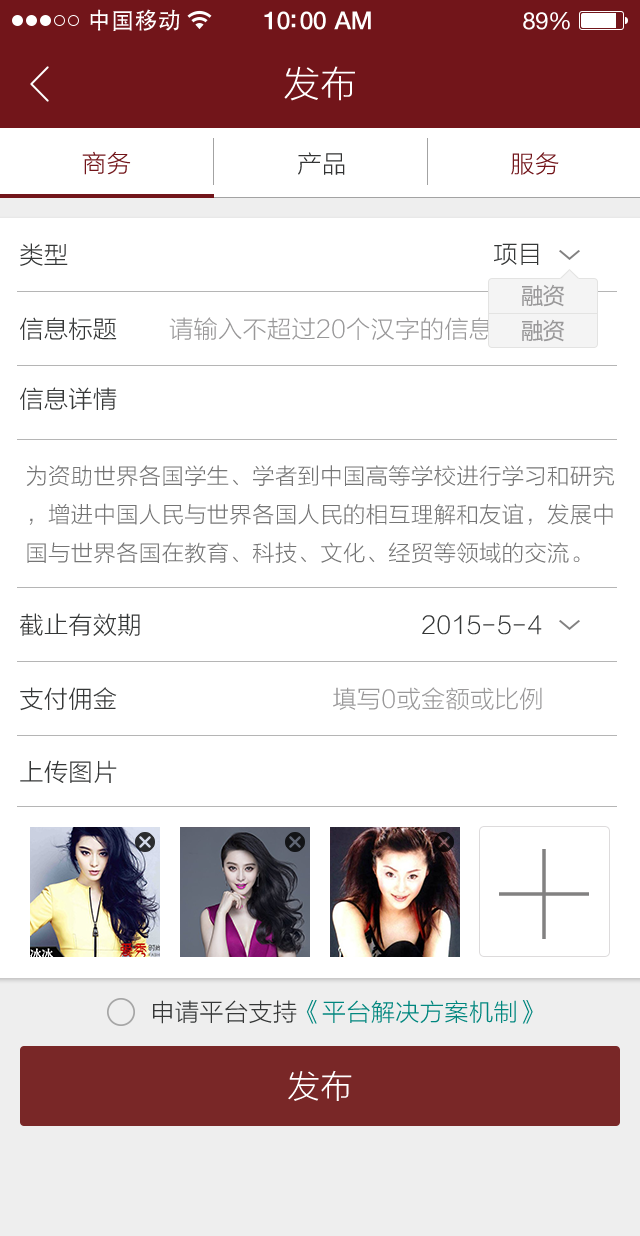 中国移动 10:00 AM 89%
发布
商务 产品 服务
类型 项目
融资
信息标题 请输入不超过20个汉字的信息
融资
信息详情
为资助世界各国学生、学者到中国高等学校进行学习和研究
，增进中国人民与世界各国人民的相互理解和友谊，发展中
国与世界各国在教育、科技、文化、经贸等领域的交流。
截止有效期 2015-5-4
支付佣金 填写0或金额或比例
上传图片
冰冰
申请平台支持《平台解决方案机制》
发布